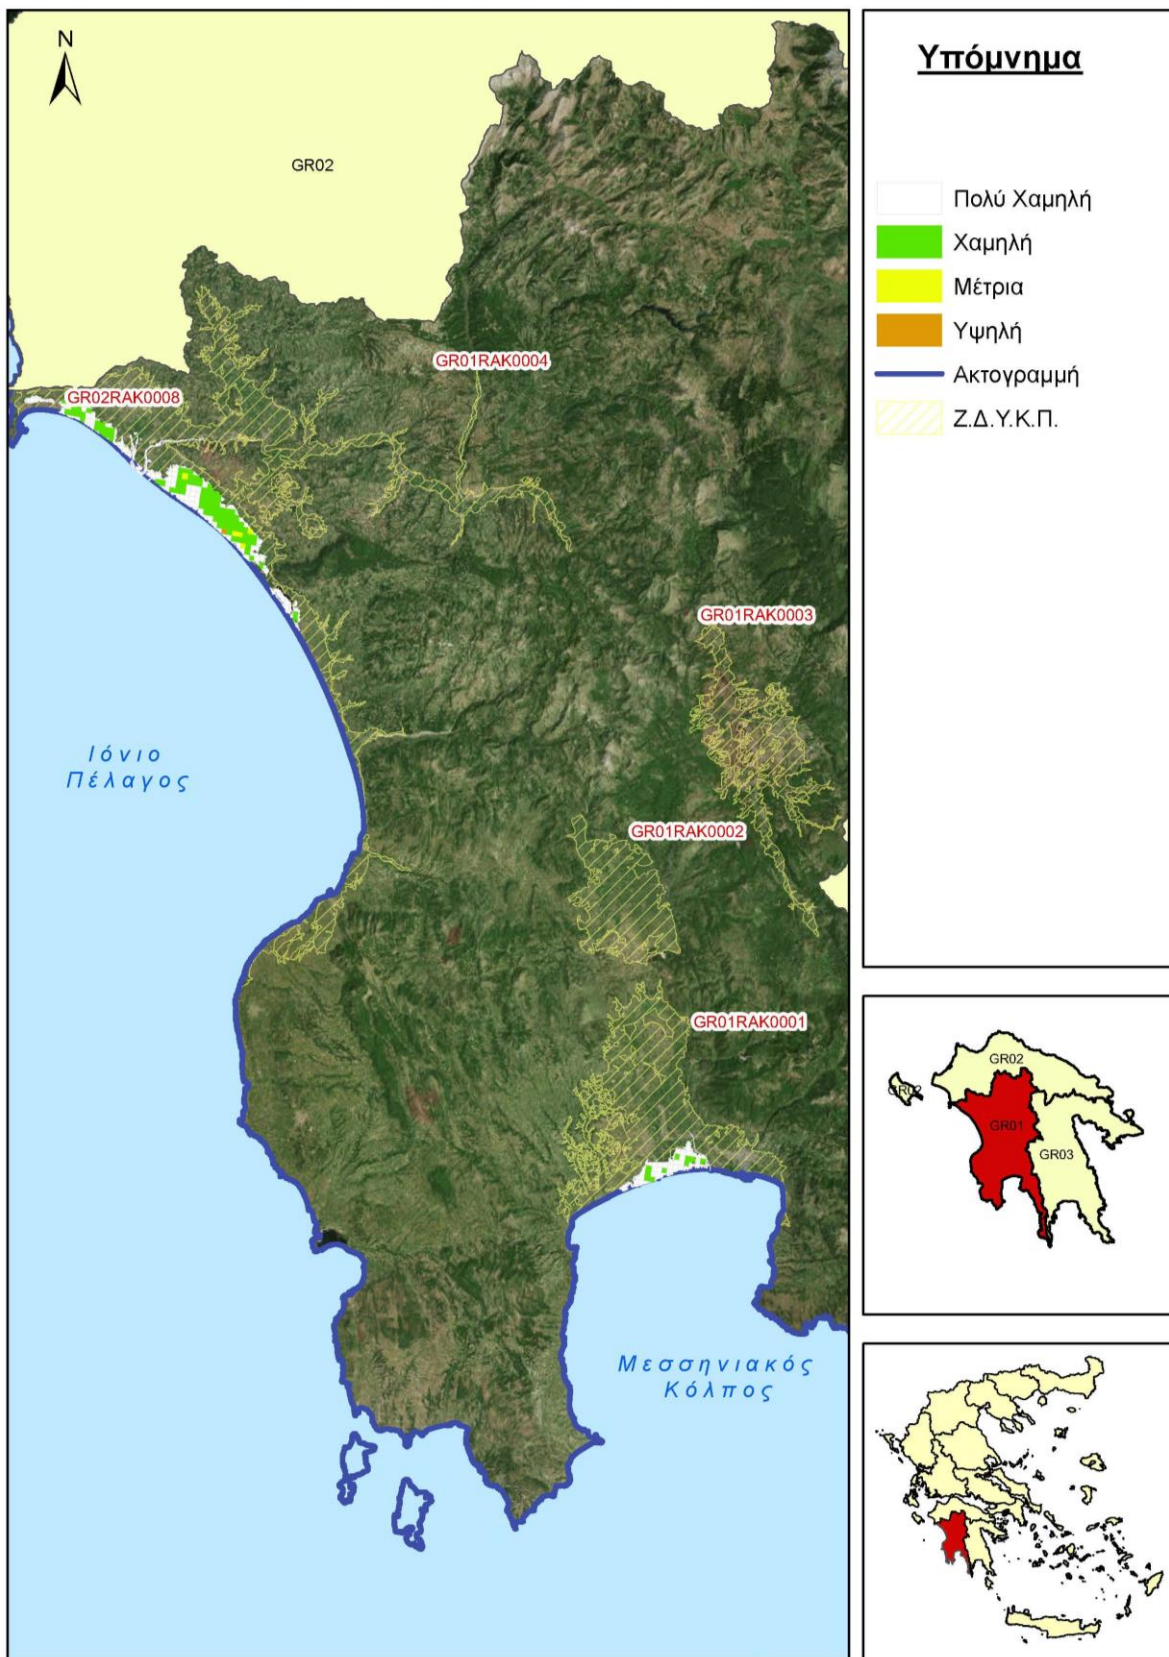 N
GR02
GR01RAK0004
GR02RAK0008
GR01RAK0003
Ιόνιο
Πέλαγος
GR01RAK0002
GR01RAK0001
Μεσσηνιακός
Κόλπος
Υπόμνημα
Πολύ Χαμηλή
Χαμηλή
Μέτρια
Υψηλή
Ακτογραμμή
Ζ.Δ.Υ.Κ.Π.
GR02
GR02
GR01
GR03